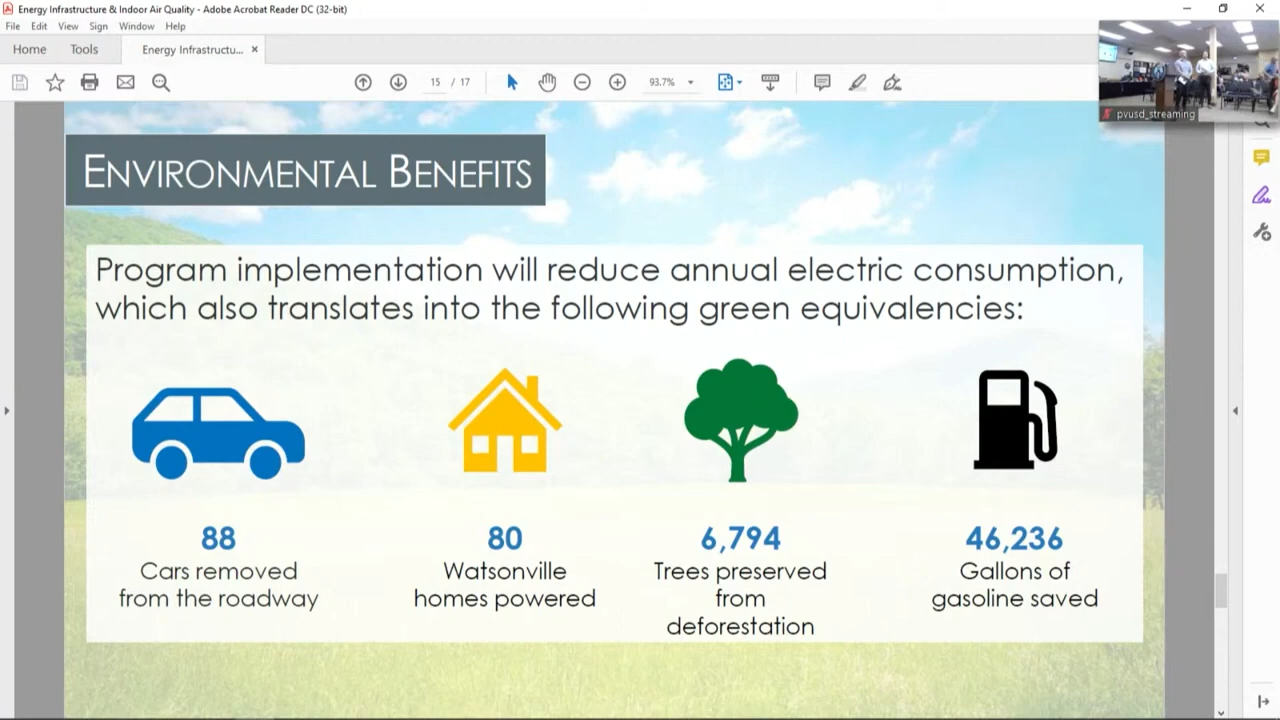 Energy Infrastructure & Indoor Air Quality - Adobe Acrobat Reader DC (32-bit)
File Edit View Sign Window Help
Home Tools Energy Infrastructu... ×
15 / 17 93.7%
pvusd_streaming
ENVIRONMENTAL BENEFITS
Program implementation will reduce annual electric consumption,
which also translates into the following green equivalencies:
88
Cars removed
from the roadway
80
Watsonville
homes powered
6,794
Trees preserved
from
deforestation
46,236
Gallons of
gasoline saved